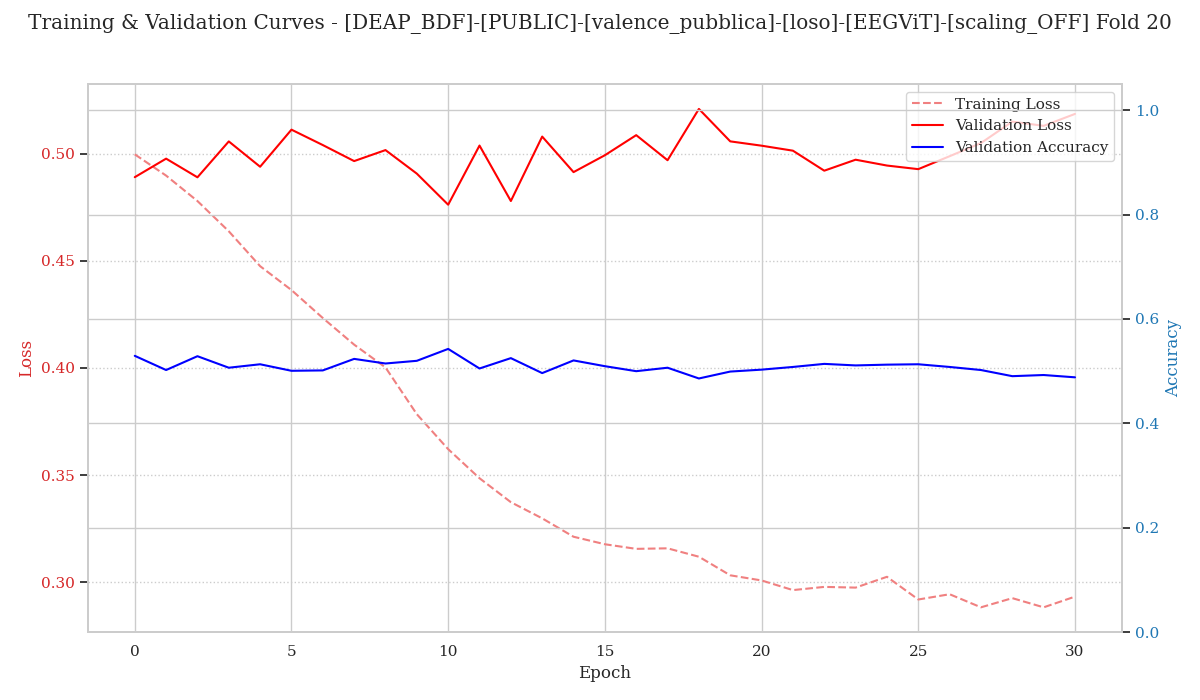 Training & Validation Curves - [DEAP_BDF]-[PUBLIC]-[valence_pubblica]-[loso]-[EEGViT]-[scaling_OFF] Fold 20
Training Loss
Validation Loss
Validation Accuracy
0.50
0.45
0.40
0.35
0.30
Loss
1.0
0.8
0.6
0.4
0.2
0.0
Accuracy
0 5 10 15 20 25 30
Epoch